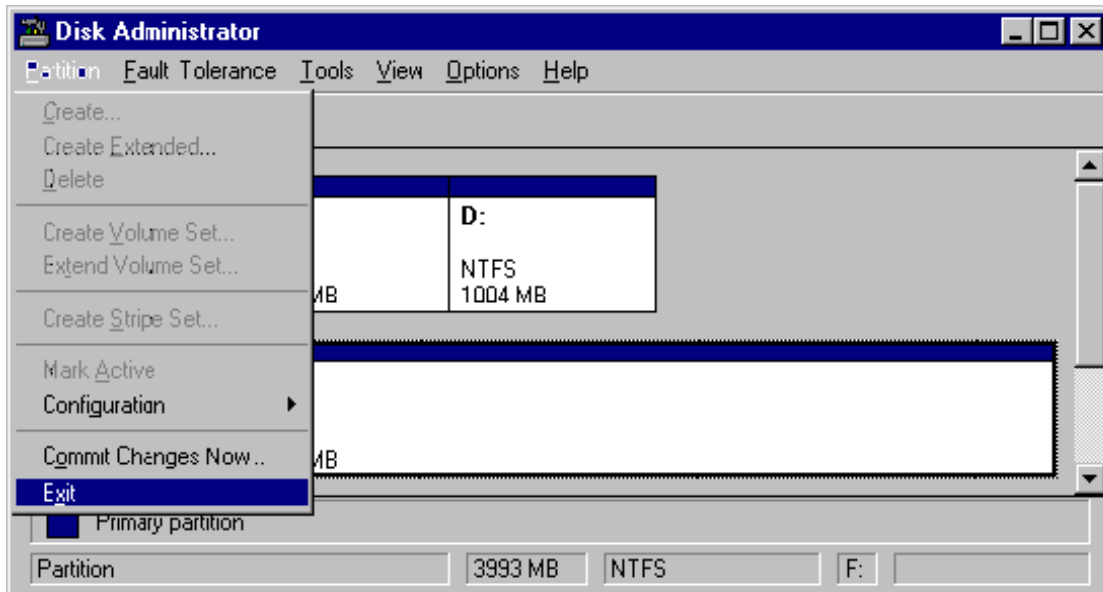 Disk Administrator
Partition Fault Tolerance Tools View Options Help
Create...
Create Extended...
Delete
Create Volume Set...
Extend Volume Set...
Create Stripe Set...
Mark Active
Configuration
Commit Changes Now...
Exit
D:
NTFS
1004 MB
MB
MB
Primary partition
Partition 3993 MB NTFS F: